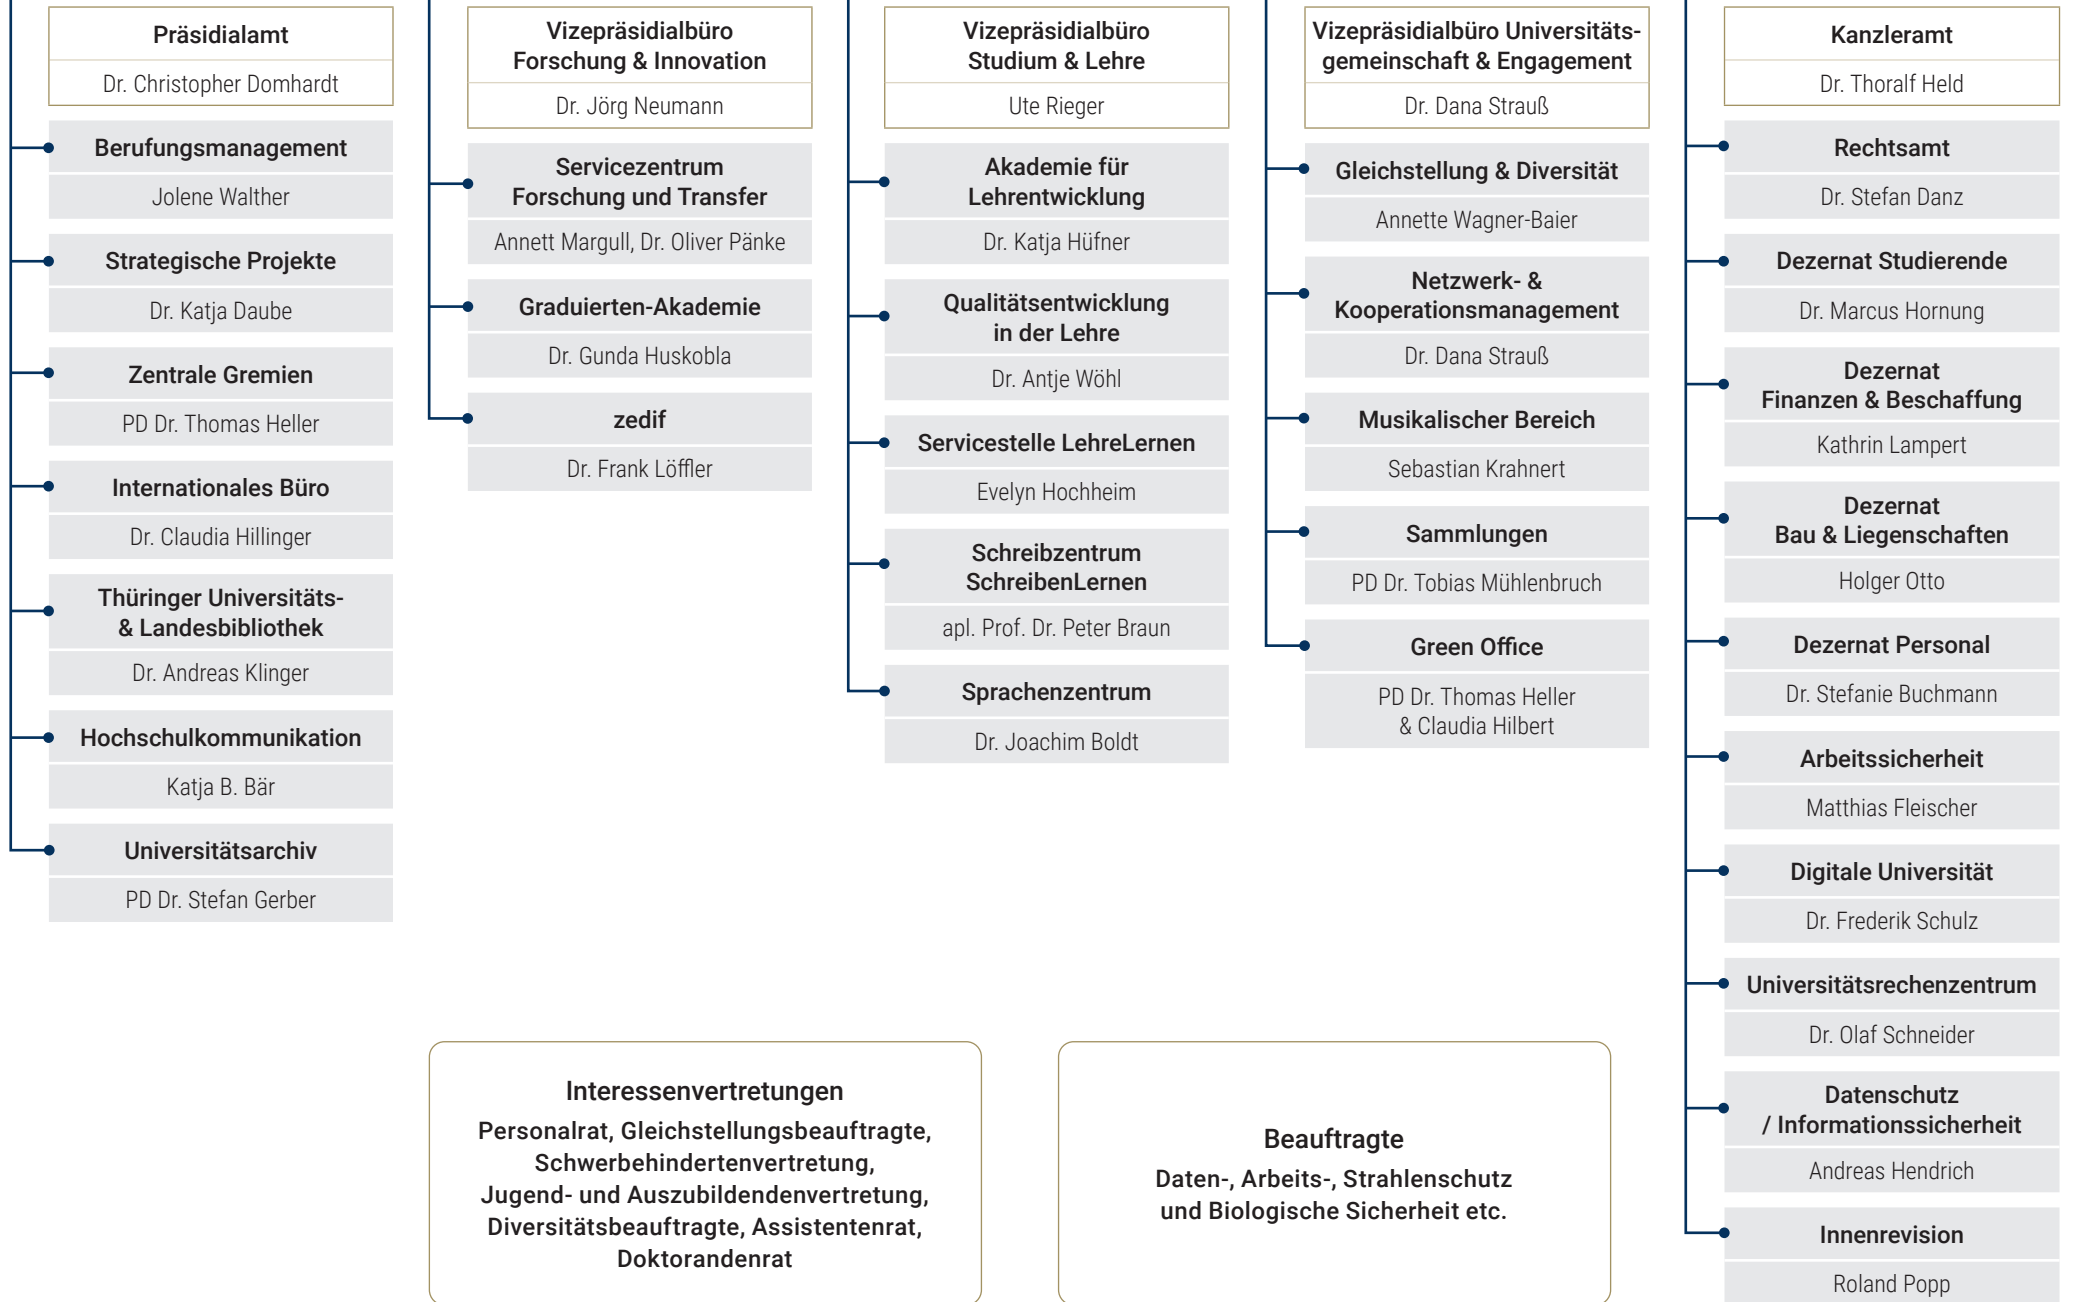 Präsidialamt
Dr. Christopher Domhardt
Berufungsmanagement
Jolene Walther
Strategische Projekte
Dr. Katja Daube
Zentrale Gremien
PD Dr. Thomas Heller
Internationales Büro
Dr. Claudia Hillinger
Thüringer Universitäts-
& Landesbibliothek
Dr. Andreas Klinger
Hochschulkommunikation
Katja B. Bär
Universitätsarchiv
PD Dr. Stefan Gerber
Vizepräsidialbüro
Forschung & Innovation
Dr. Jörg Neumann
Servicezentrum
Forschung und Transfer
Annett Margull, Dr. Oliver Pänke
Graduierten-Akademie
Dr. Gunda Huskobla
zedif
Dr. Frank Löffler
Vizepräsidialbüro
Studium & Lehre
Ute Rieger
Akademie für
Lehrentwicklung
Dr. Katja Hüfner
Qualitätsentwicklung
in der Lehre
Dr. Antje Wöhl
Servicestelle LehreLernen
Evelyn Hochheim
Schreibzentrum
SchreibenLernen
apl. Prof. Dr. Peter Braun
Sprachenzentrum
Dr. Joachim Boldt
Vizepräsidialbüro Universitäts-
gemeinschaft & Engagement
Dr. Dana Strauß
Gleichstellung & Diversität
Annette Wagner-Baier
Netzwerk- &
Kooperationsmanagement
Dr. Dana Strauß
Musikalischer Bereich
Sebastian Krahnert
Sammlungen
PD Dr. Tobias Mühlenbruch
Green Office
PD Dr. Thomas Heller
& Claudia Hilbert
Kanzleramt
Dr. Thoralf Held
Rechtsamt
Dr. Stefan Danz
Dezernat Studierende
Dr. Marcus Hornung
Dezernat
Finanzen & Beschaffung
Kathrin Lampert
Dezernat
Bau & Liegenschaften
Holger Otto
Dezernat Personal
Dr. Stefanie Buchmann
Arbeitssicherheit
Matthias Fleischer
Digitale Universität
Dr. Frederik Schulz
Universitätsrechenzentrum
Dr. Olaf Schneider
Datenschutz
/ Informationssicherheit
Andreas Hendrich
Innenrevision
Roland Popp
Interessenvertretungen
Personalrat, Gleichstellungsbeauftragte,
Schwerbehindertenvertretung,
Jugend- und Auszubildendenvertretung,
Diversitätsbeauftragte, Assistentenrat,
Doktorandenrat
Beauftragte
Daten-, Arbeits-, Strahlenschutz
und Biologische Sicherheit etc.